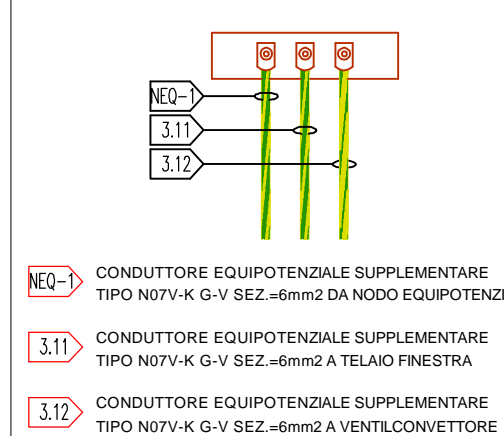 NEQ-1
3.11
3.12
NEQ-1
CONDUTTORE EQUIPOTENZIALE SUPPLEMENTARE
TIPO N07V-K G-V SEZ.=6mm2 DA NODO EQUIPOTENZI
3.11
CONDUTTORE EQUIPOTENZIALE SUPPLEMENTARE
TIPO N07V-K G-V SEZ.=6mm2 A TELAIO FINESTRA
3.12
CONDUTTORE EQUIPOTENZIALE SUPPLEMENTARE
TIPO N07V-K G-V SEZ.=6mm2 A VENTILCONVETTORE